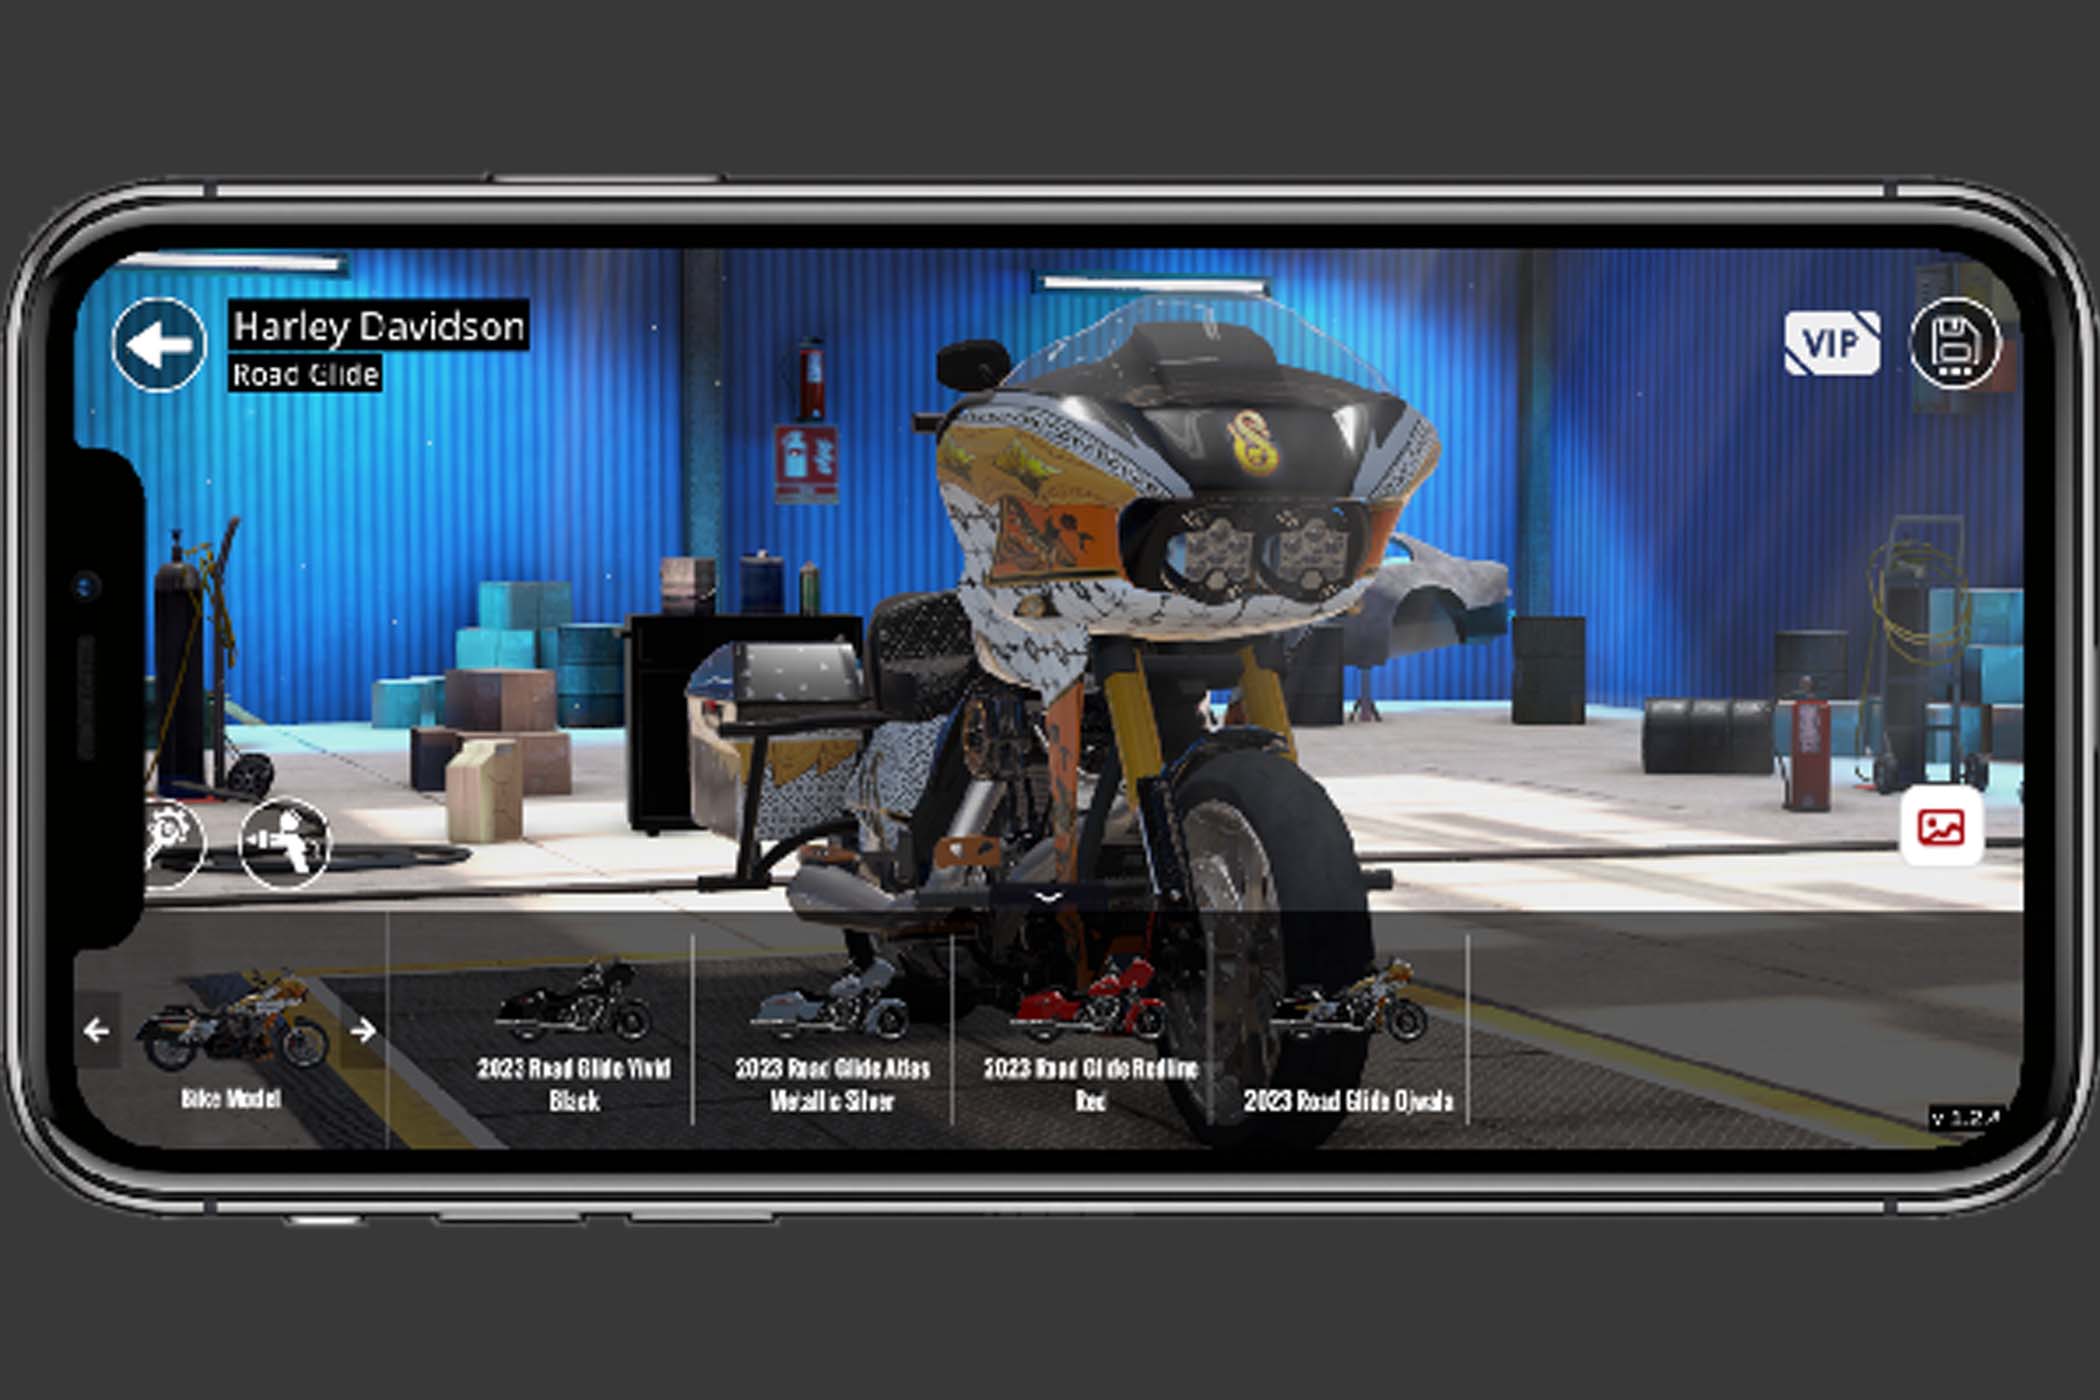 Harley Davidson
Road Glide
VIP
Bike Model
2023 Road Glide Vivid
Black
2023 Road Glide Atlas
Metallic Silver
2023 Road Glide Redline
Red
2023 Road Glide Ojwala
v 1.2.4